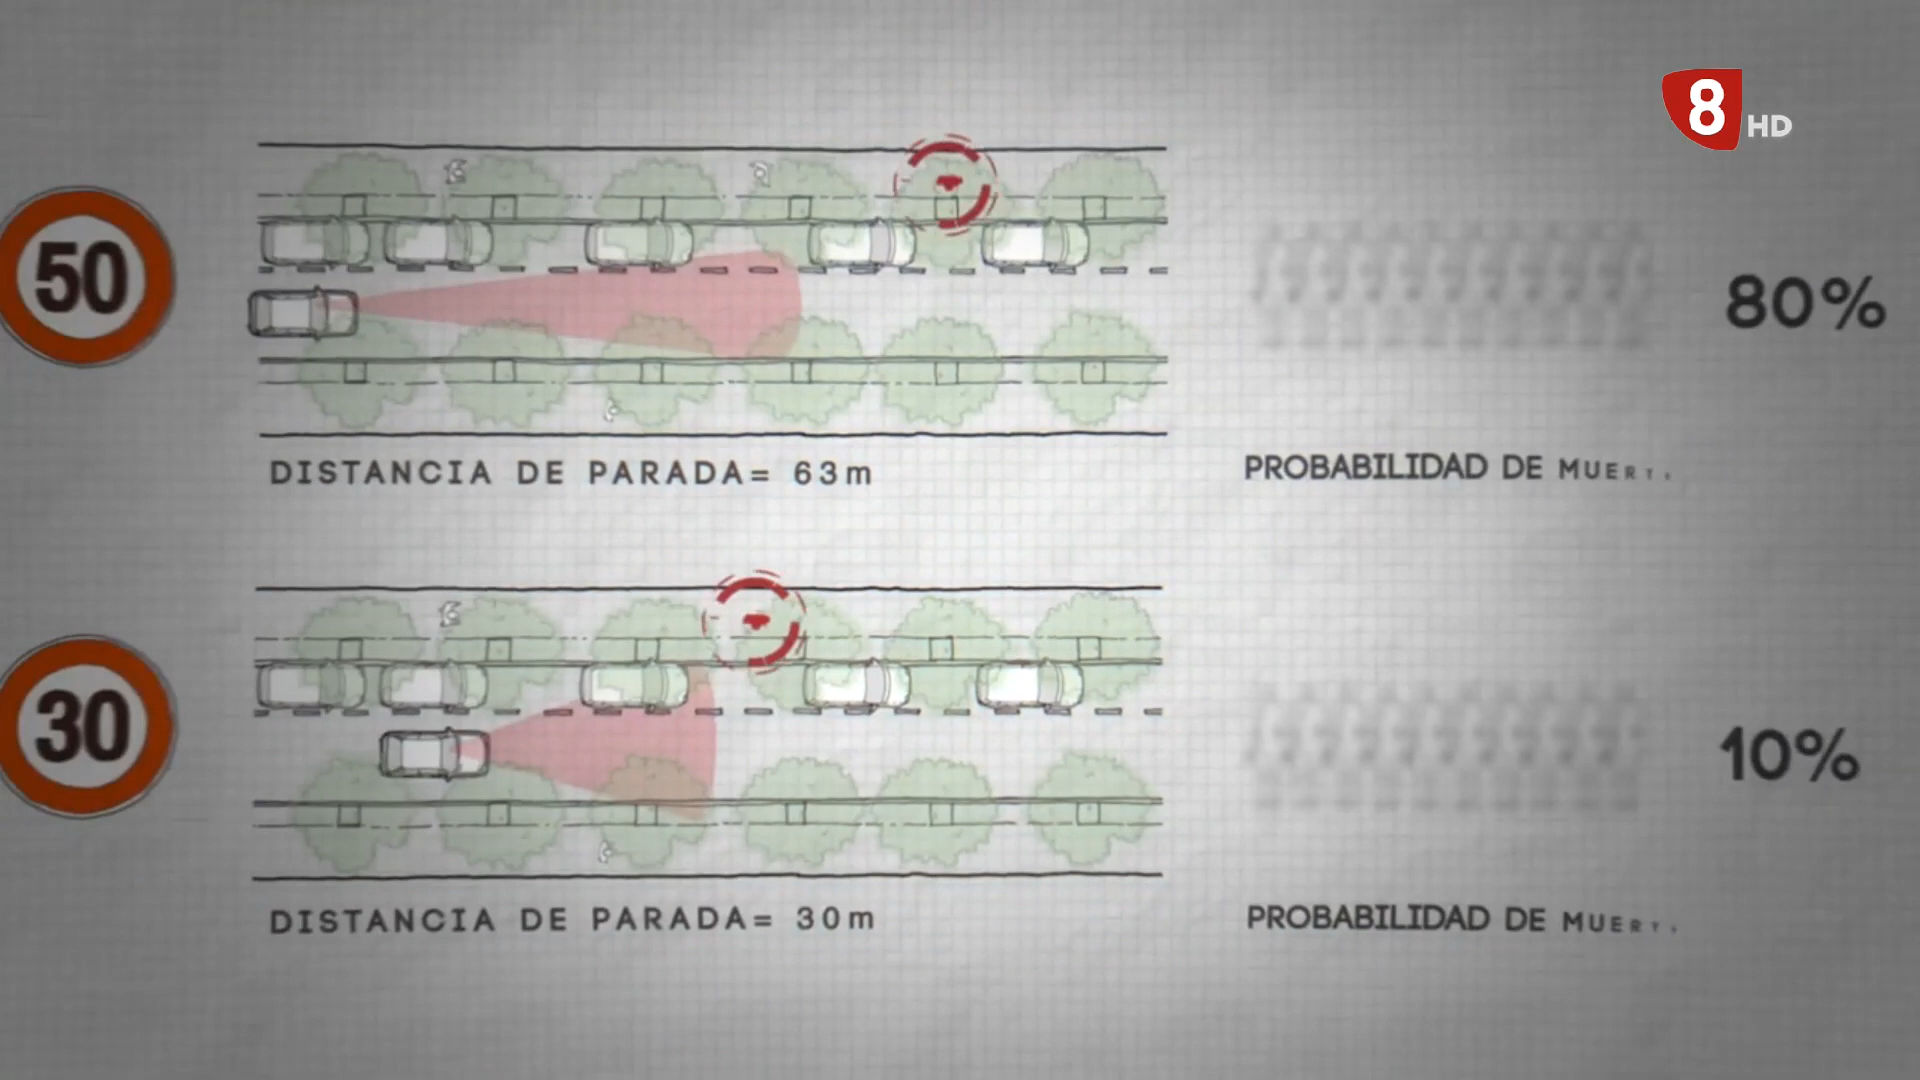 8 HD
50
80%
DISTANCIA DE PARADA= 63m
PROBABILIDAD DE
30
10%
DISTANCIA DE PARADA= 30m
PROBABILIDAD DE